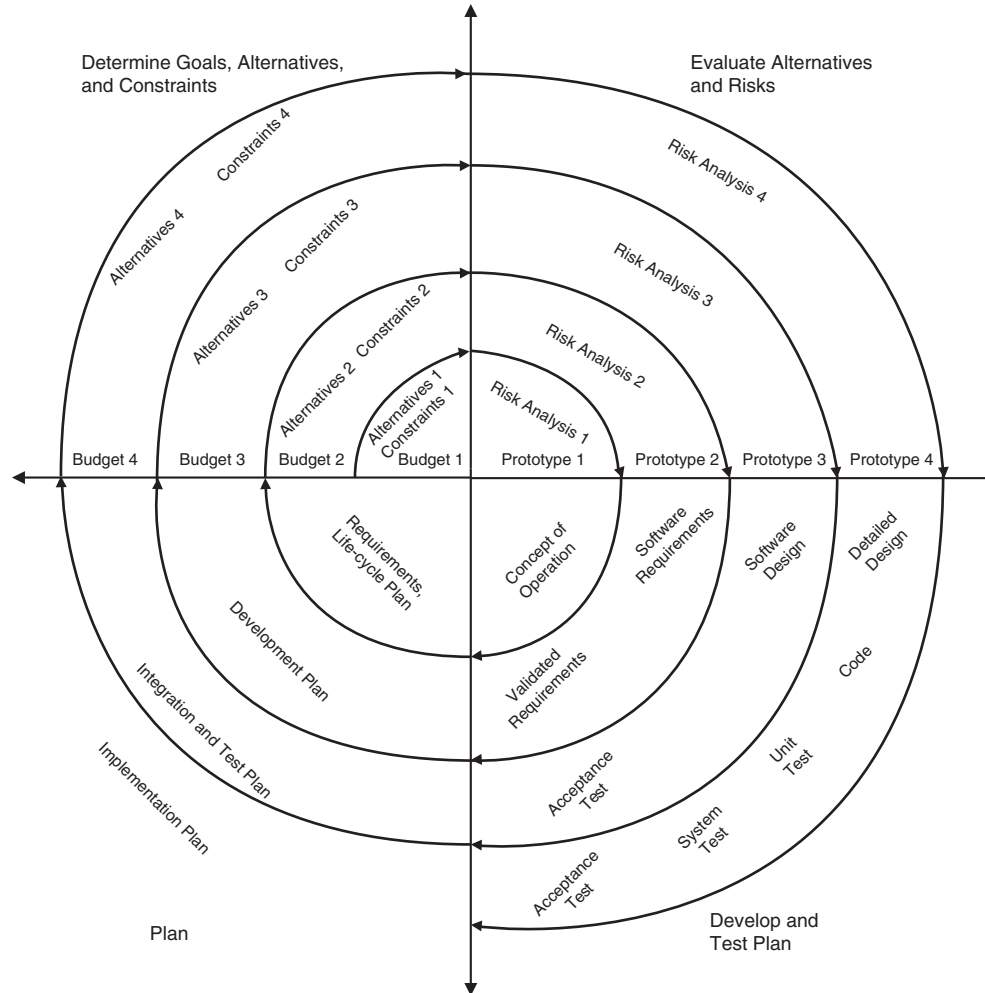 Determine Goals, Alternatives,
and Constraints
Evaluate Alternatives
and Risks
Constraints 4
Alternatives 4
Risk Analysis 4
Constraints 3
Alternatives 3
Risk Analysis 3
Constraints 2
Alternatives 2
Risk Analysis 2
Alternatives 1
Constraints 1
Risk Analysis 1
Budget 4
Budget 3
Budget 2
Budget 1
Prototype 1
Prototype 2
Prototype 3
Prototype 4
Requirements,
Life-cycle Plan
Concept of
Operation
Software
Requirements
Software
Design
Detailed
Design
Development Plan
Validated
Requirements
Code
Integration and Test Plan
Implementation Plan
Acceptance
Test
Unit
Test
System
Test
Acceptance
Test
Plan
Develop and
Test Plan